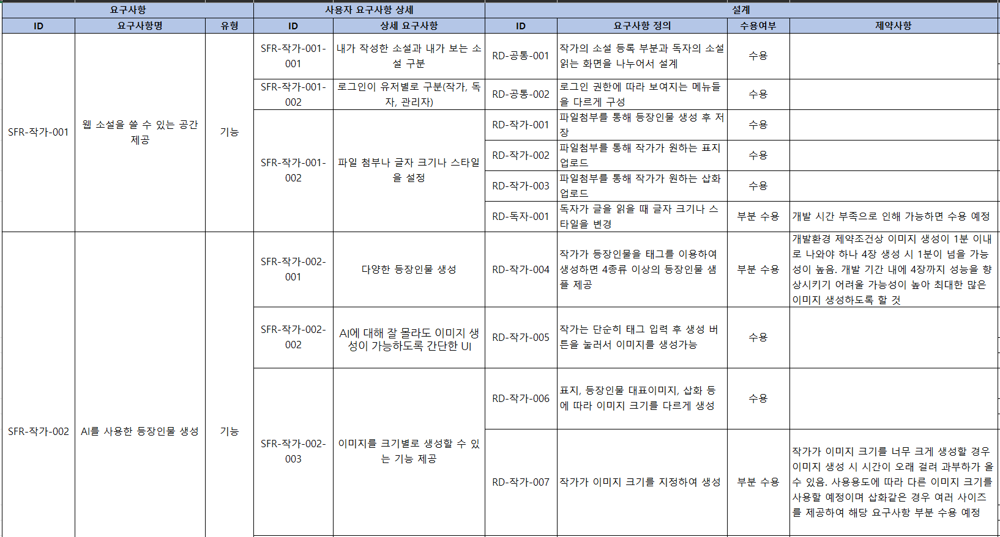 요구사항
사용자 요구사항 상세
설계
ID
요구사항명
유형
ID
상세 요구사항
ID
요구사항 정의
수용여부
제약사항
SFR-작가-001
웹 소설을 쓸 수 있는 공간
제공
기능
SFR-작가-001-
001
내가 작성한 소설과 내가 보는 소
설 구분
RD-공통-001
작가의 소설 등록 부분과 독자의 소설
읽는 화면을 나누어서 설계
수용
SFR-작가-001-
002
로그인이 유저별로 구분(작가, 독
자, 관리자)
RD-공통-002
로그인 권한에 따라 보여지는 메뉴들
을 다르게 구성
수용
SFR-작가-001-
002
파일 첨부나 글자 크기나 스타일
을 설정
RD-작가-001
파일첨부를 통해 등장인물 생성 후 저
장
수용
RD-작가-002
파일첨부를 통해 작가가 원하는 표지
업로드
수용
RD-작가-003
파일첨부를 통해 작가가 원하는 삽화
업로드
수용
RD-독자-001
독자가 글을 읽을 때 글자 크기나 스
타일을 변경
부분 수용
개발 시간 부족으로 인해 가능하면 수용 예정
SFR-작가-002
AI를 사용한 등장인물 생성
기능
SFR-작가-002-
001
다양한 등장인물 생성
RD-작가-004
작가가 등장인물을 태그를 이용하여
생성하면 4종류 이상의 등장인물 샘
플 제공
부분 수용
개발환경 제약조건상 이미지 생성이 1분 이내
로 나와야 하나 4장 생성 시 1분이 넘을 가능
성이 높음. 개발 기간 내에 4장까지 성능을 향
상시키기 어려울 가능성이 높아 최대한 많은
이미지 생성하도록 할 것
SFR-작가-002-
002
AI에 대해 잘 몰라도 이미지 생
성이 가능하도록 간단한 UI
RD-작가-005
작가는 단순히 태그 입력 후 생성 버
튼을 눌러서 이미지를 생성가능
수용
SFR-작가-002-
003
이미지를 크기별로 생성할 수 있
는 기능 제공
RD-작가-006
표지, 등장인물 대표이미지, 삽화 등
에 따라 이미지 크기를 다르게 생성
수용
RD-작가-007
작가가 이미지 크기를 지정하여 생성
부분 수용
작가가 이미지 크기를 너무 크게 생성할 경우
이미지 생성 시 시간이 오래 걸려 과부하가 올
수 있음. 사용용도에 따라 다른 이미지 크기를
사용할 예정이며 삽화같은 경우 여러 사이즈
를 제공하여 해당 요구사항 부분 수용 예정